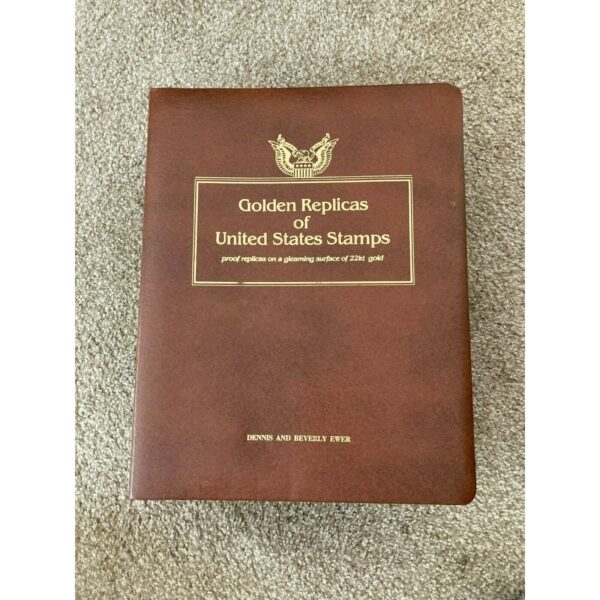 Golden Replicas
of
United States Stamps
proof replicas on a gleaming surface of 22kt gold
DENNIS AND BEVERLY EWER